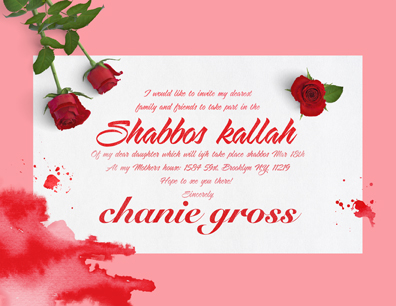 I would like to invite my dearest
family and friends to take part in the
Shabbos kallah
Of my dear daughter which will iyh take place shabbos Mar 18th
At my Mothers house: 1554 51st. Brooklyn NY, 11219
Hope to see you there!
Sincerely
chanie gross